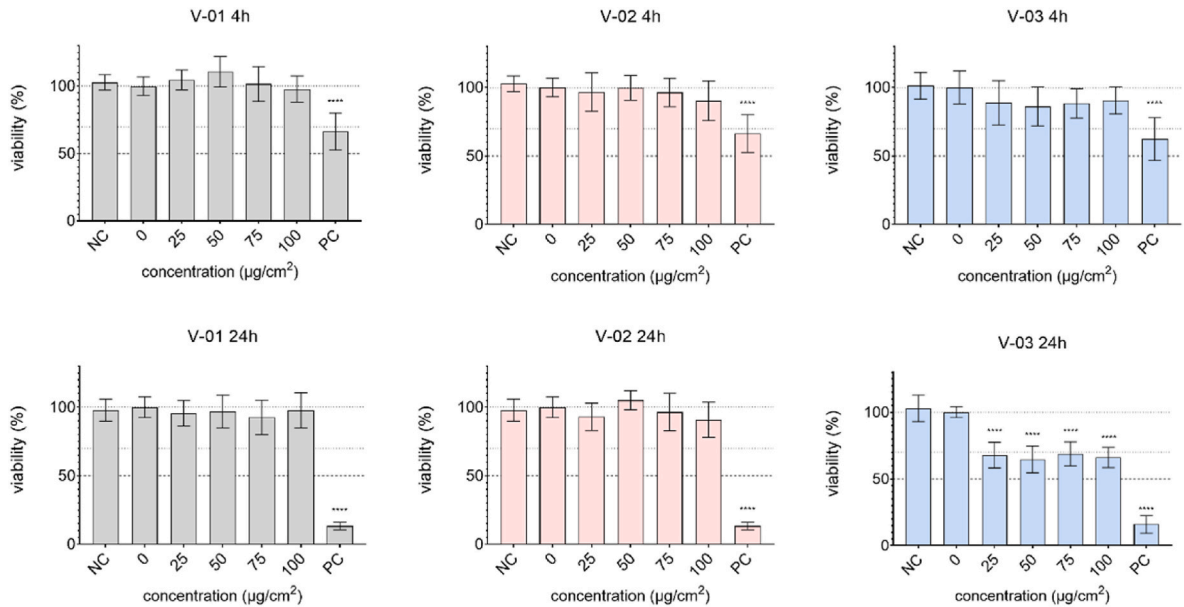 V-01 4h
viability (%)
100
50
0
****
NC 0 25 50 75 100 PC
concentration (µg/cm²)
V-02 4h
viability (%)
100
50
0
****
NC 0 25 50 75 100 PC
concentration (µg/cm²)
V-03 4h
viability (%)
100
50
0
****
NC 0 25 50 75 100 PC
concentration (µg/cm²)
V-01 24h
viability (%)
100
50
0
****
NC 0 25 50 75 100 PC
concentration (µg/cm²)
V-02 24h
viability (%)
100
50
0
****
NC 0 25 50 75 100 PC
concentration (µg/cm²)
V-03 24h
viability (%)
100
50
0
**** **** **** **** ****
NC 0 25 50 75 100 PC
concentration (µg/cm²)